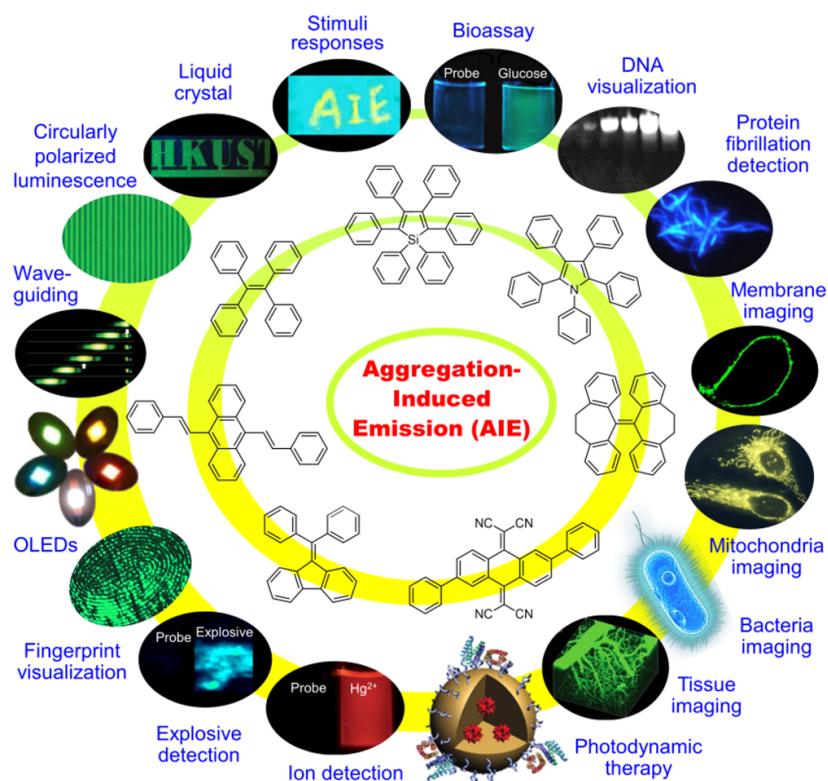 Stimuli
responses
Bioassay
Probe
Glucose
DNA
visualization
Liquid
crystal
AIE
HKUST
Protein
fibrillation
detection
Circularly
polarized
luminescence
Si
N
Wave-
guiding
Membrane
imaging
Aggregation-
Induced
Emission (AIE)
OLEDs
NC
CN
NC
CN
Mitochondria
imaging
Fingerprint
visualization
Probe
Explosive
Bacteria
imaging
Explosive
detection
Probe
Hg²⁺
Ion detection
Tissue
imaging
Photodynamic
therapy